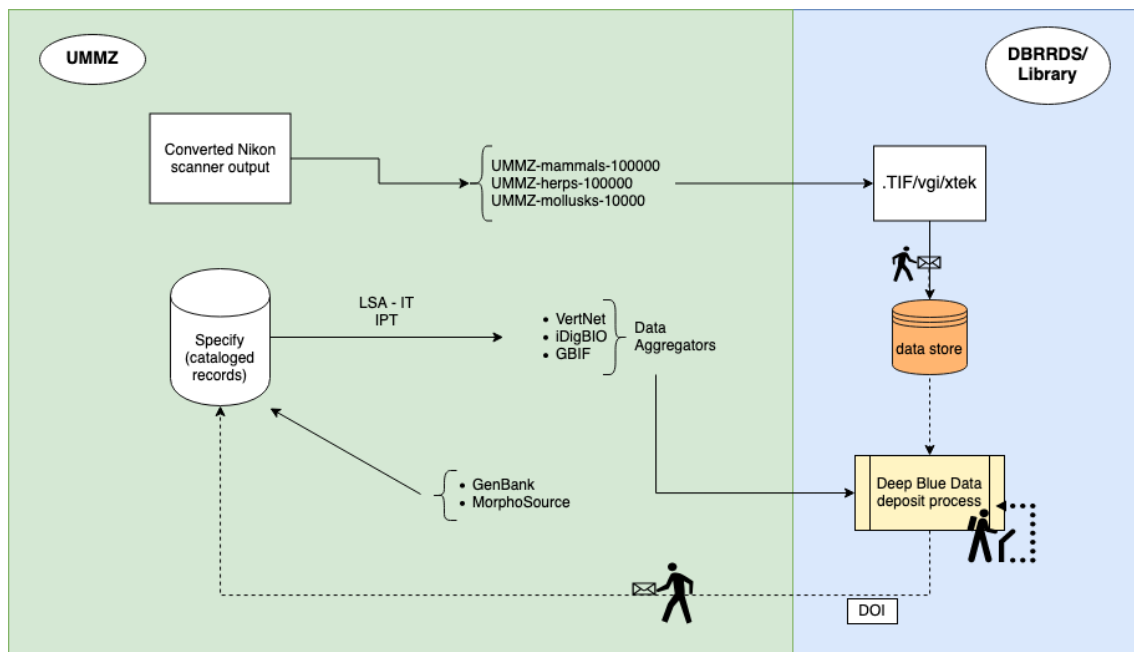 UMMZ
DBRRDS/
Library
Converted Nikon
scanner output
UMMZ-mammals-100000
UMMZ-herps-100000
UMMZ-mollusks-10000
.TIF/vgi/xtek
Specify
(cataloged
records)
LSA - IT
IPT
• VertNet
• iDigBIO
• GBIF
Data
Aggregators
data store
• GenBank
• MorphoSource
Deep Blue Data
deposit process
DOI